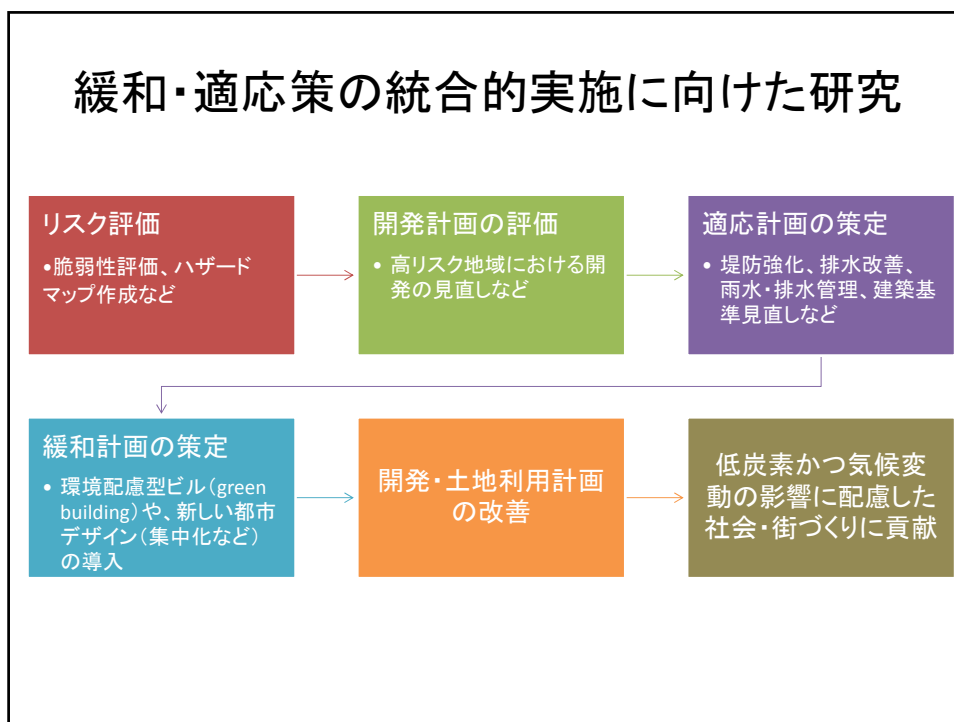 緩和・適応策の統合的実施に向けた研究
リスク評価
•脆弱性評価、ハザード
マップ作成など
開発計画の評価
• 高リスク地域における開
発の見直しなど
適応計画の策定
• 堤防強化、排水改善、
雨水・排水管理、建築基
準見直しなど
緩和計画の策定
• 環境配慮型ビル（green
building）や、新しい都市
デザイン（集中化など）
の導入
開発・土地利用計画
の改善
低炭素かつ気候変
動の影響に配慮した
社会・街づくりに貢献